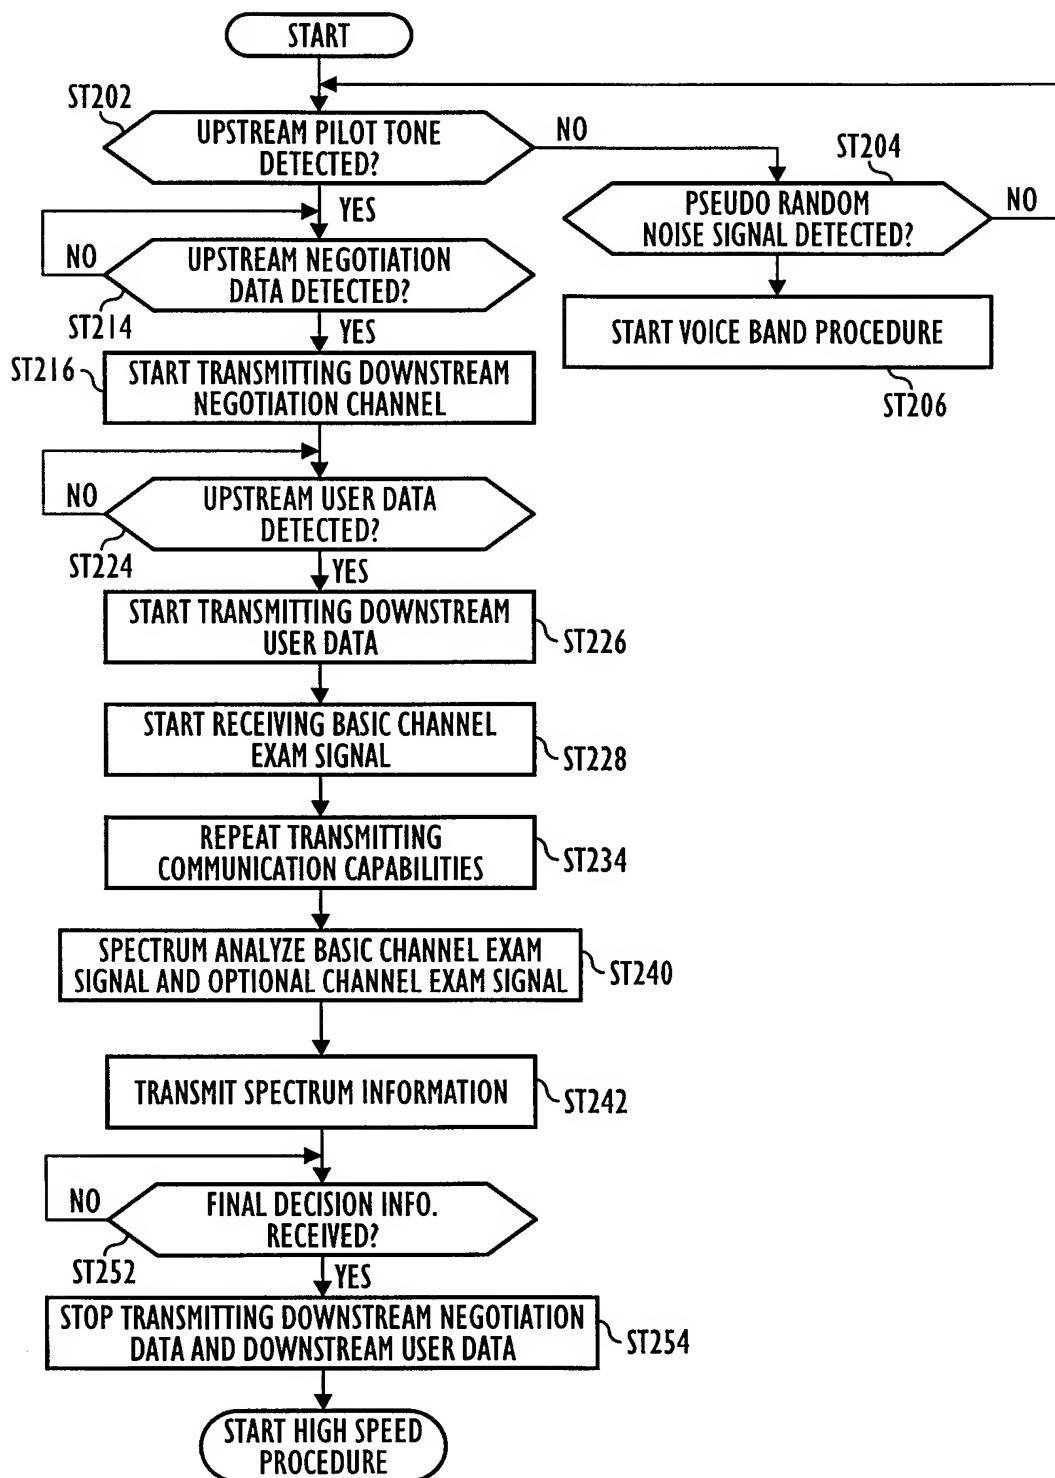 START
ST202
UPSTREAM PILOT TONE
DETECTED?
NO
ST204
PSEUDO RANDOM
NOISE SIGNAL DETECTED?
NO
YES
NO
UPSTREAM NEGOTIATION
DATA DETECTED?
ST214
START VOICE BAND PROCEDURE
ST206
YES
ST216
START TRANSMITTING DOWNSTREAM
NEGOTIATION CHANNEL
NO
UPSTREAM USER DATA
DETECTED?
ST224
YES
START TRANSMITTING DOWNSTREAM
USER DATA
ST226
START RECEIVING BASIC CHANNEL
EXAM SIGNAL
ST228
REPEAT TRANSMITTING
COMMUNICATION CAPABILITIES
ST234
SPECTRUM ANALYZE BASIC CHANNEL EXAM
SIGNAL AND OPTIONAL CHANNEL EXAM SIGNAL
ST240
TRANSMIT SPECTRUM INFORMATION
ST242
NO
FINAL DECISION INFO.
RECEIVED?
ST252
YES
STOP TRANSMITTING DOWNSTREAM NEGOTIATION
DATA AND DOWNSTREAM USER DATA
ST254
START HIGH SPEED
PROCEDURE